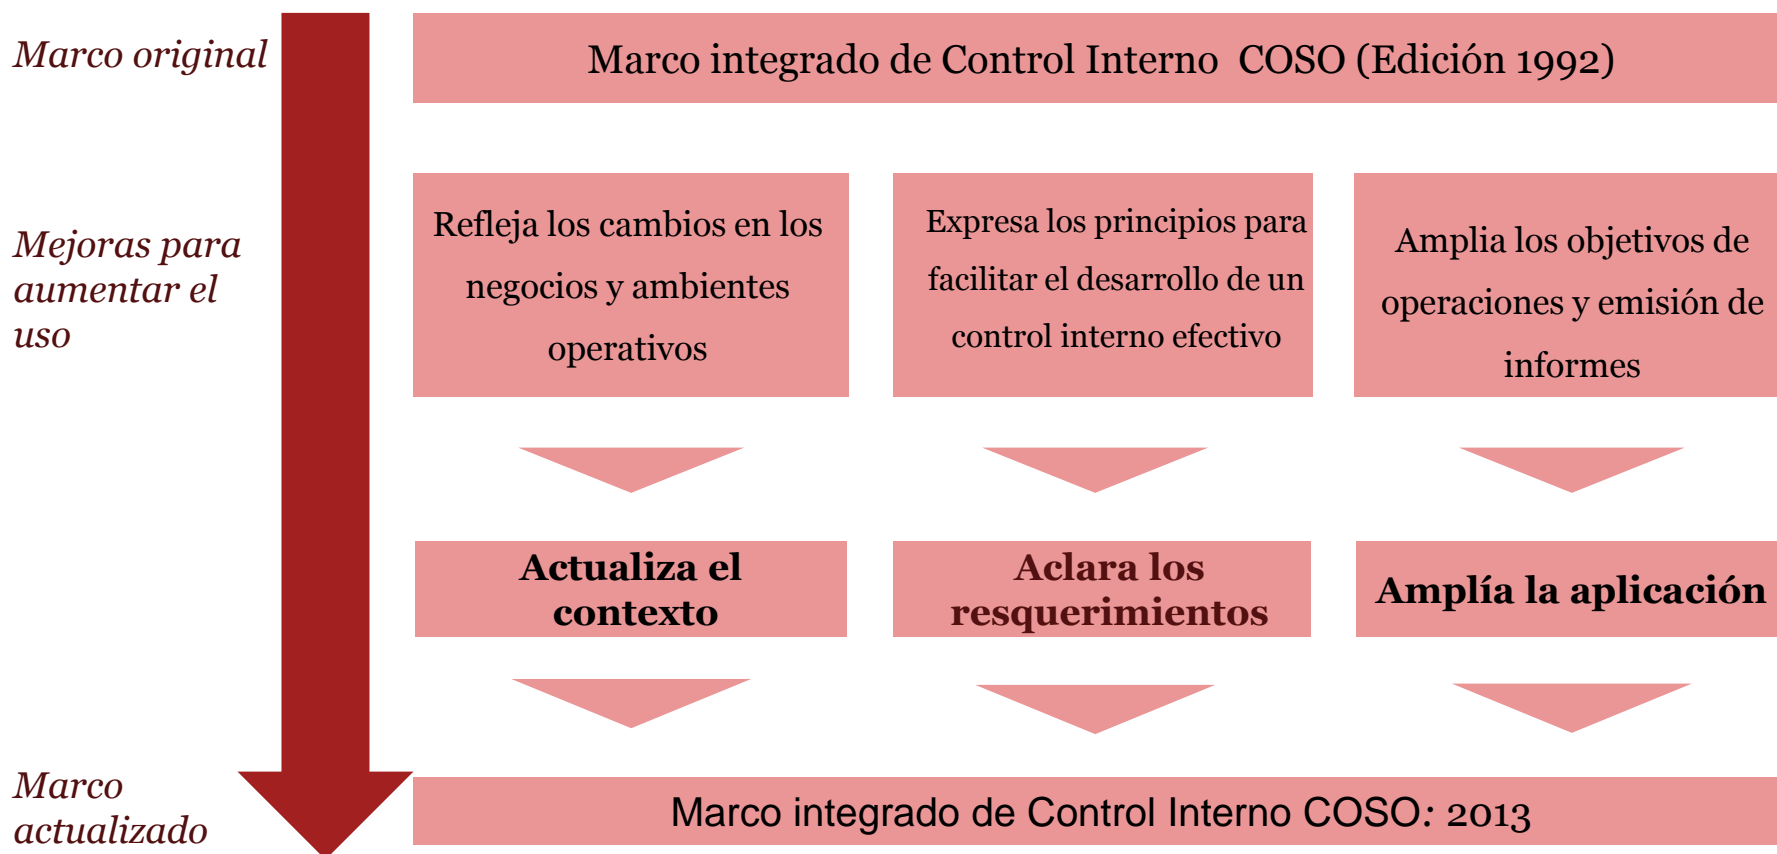 Marco original
Marco integrado de Control Interno COSO (Edición 1992)
Mejoras para
aumentar el
uso
Refleja los cambios en los
negocios y ambientes
operativos
Expresa los principios para
facilitar el desarrollo de un
control interno efectivo
Amplia los objetivos de
operaciones y emisión de
informes
Actualiza el
contexto
Aclara los
resquerimientos
Amplía la aplicación
Marco
actualizado
Marco integrado de Control Interno COSO: 2013